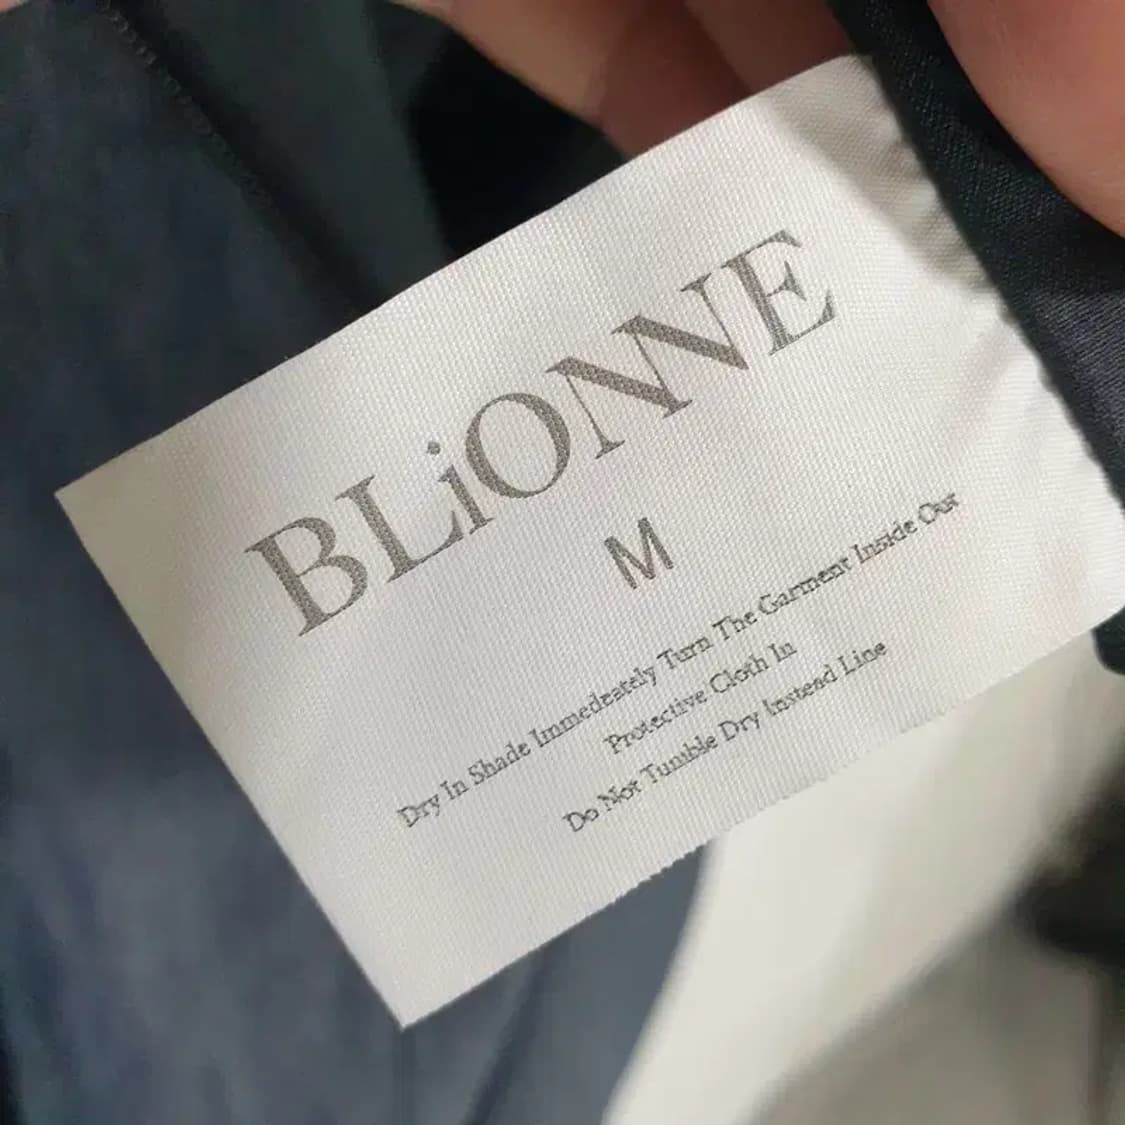 BLiONNE
M
Dry In Shade Immedeately Turn The Garment Inside Out
Protective Cloth In
Do Not Tumble Dry Instead Line